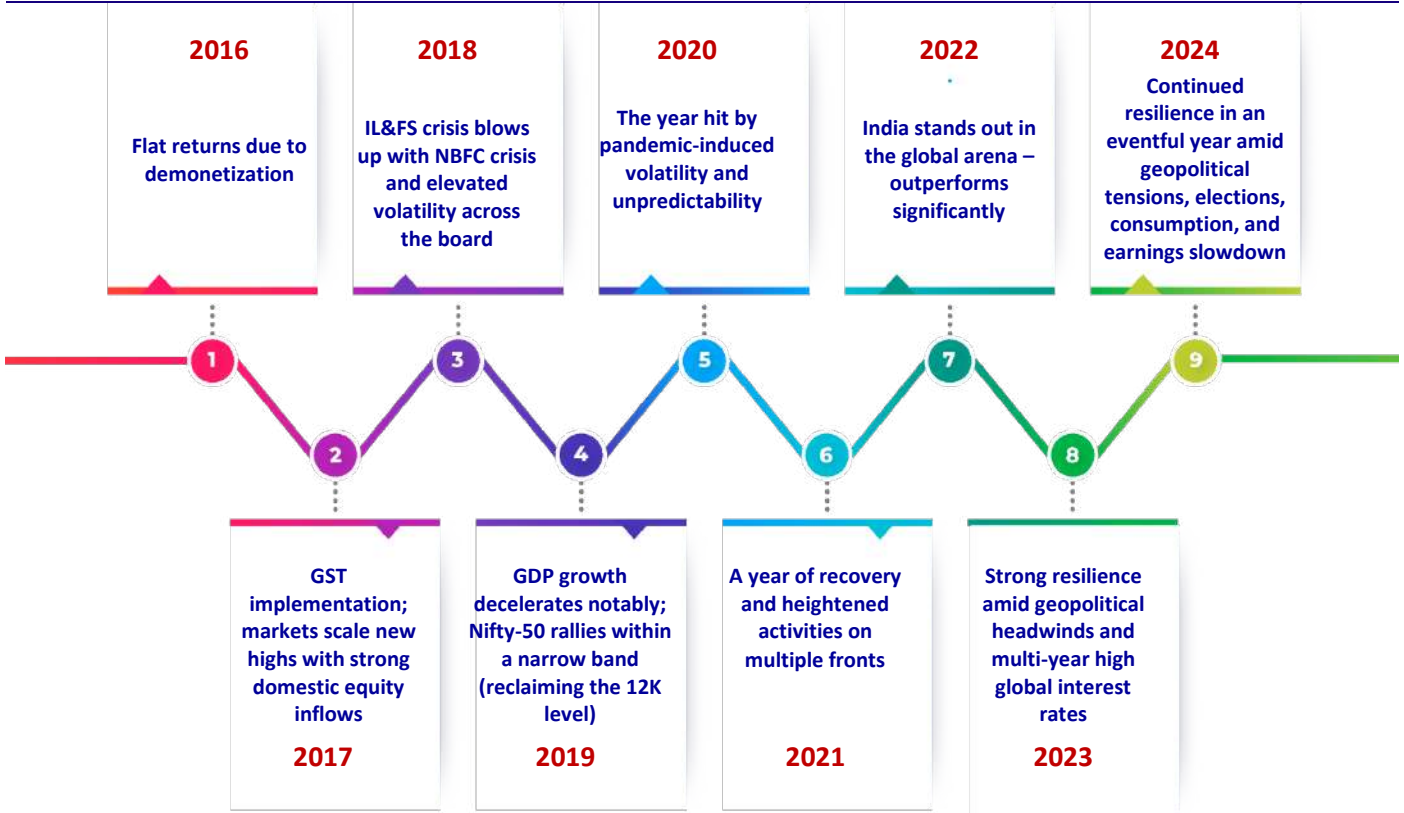 2016
Flat returns due to
demonetization
2018
IL&FS crisis blows
up with NBFC crisis
and elevated
volatility across
the board
2020
The year hit by
pandemic-induced
volatility and
unpredictability
2022
India stands out in
the global arena –
outperforms
significantly
2024
Continued
resilience in an
eventful year amid
geopolitical
tensions, elections,
consumption, and
earnings slowdown
1
3
5
7
9
2
4
6
8
GST
implementation;
markets scale new
highs with strong
domestic equity
inflows
2017
GDP growth
decelerates notably;
Nifty-50 rallies within
a narrow band
(reclaiming the 12K
level)
2019
A year of recovery
and heightened
activities on
multiple fronts
2021
Strong resilience
amid geopolitical
headwinds and
multi-year high
global interest
rates
2023